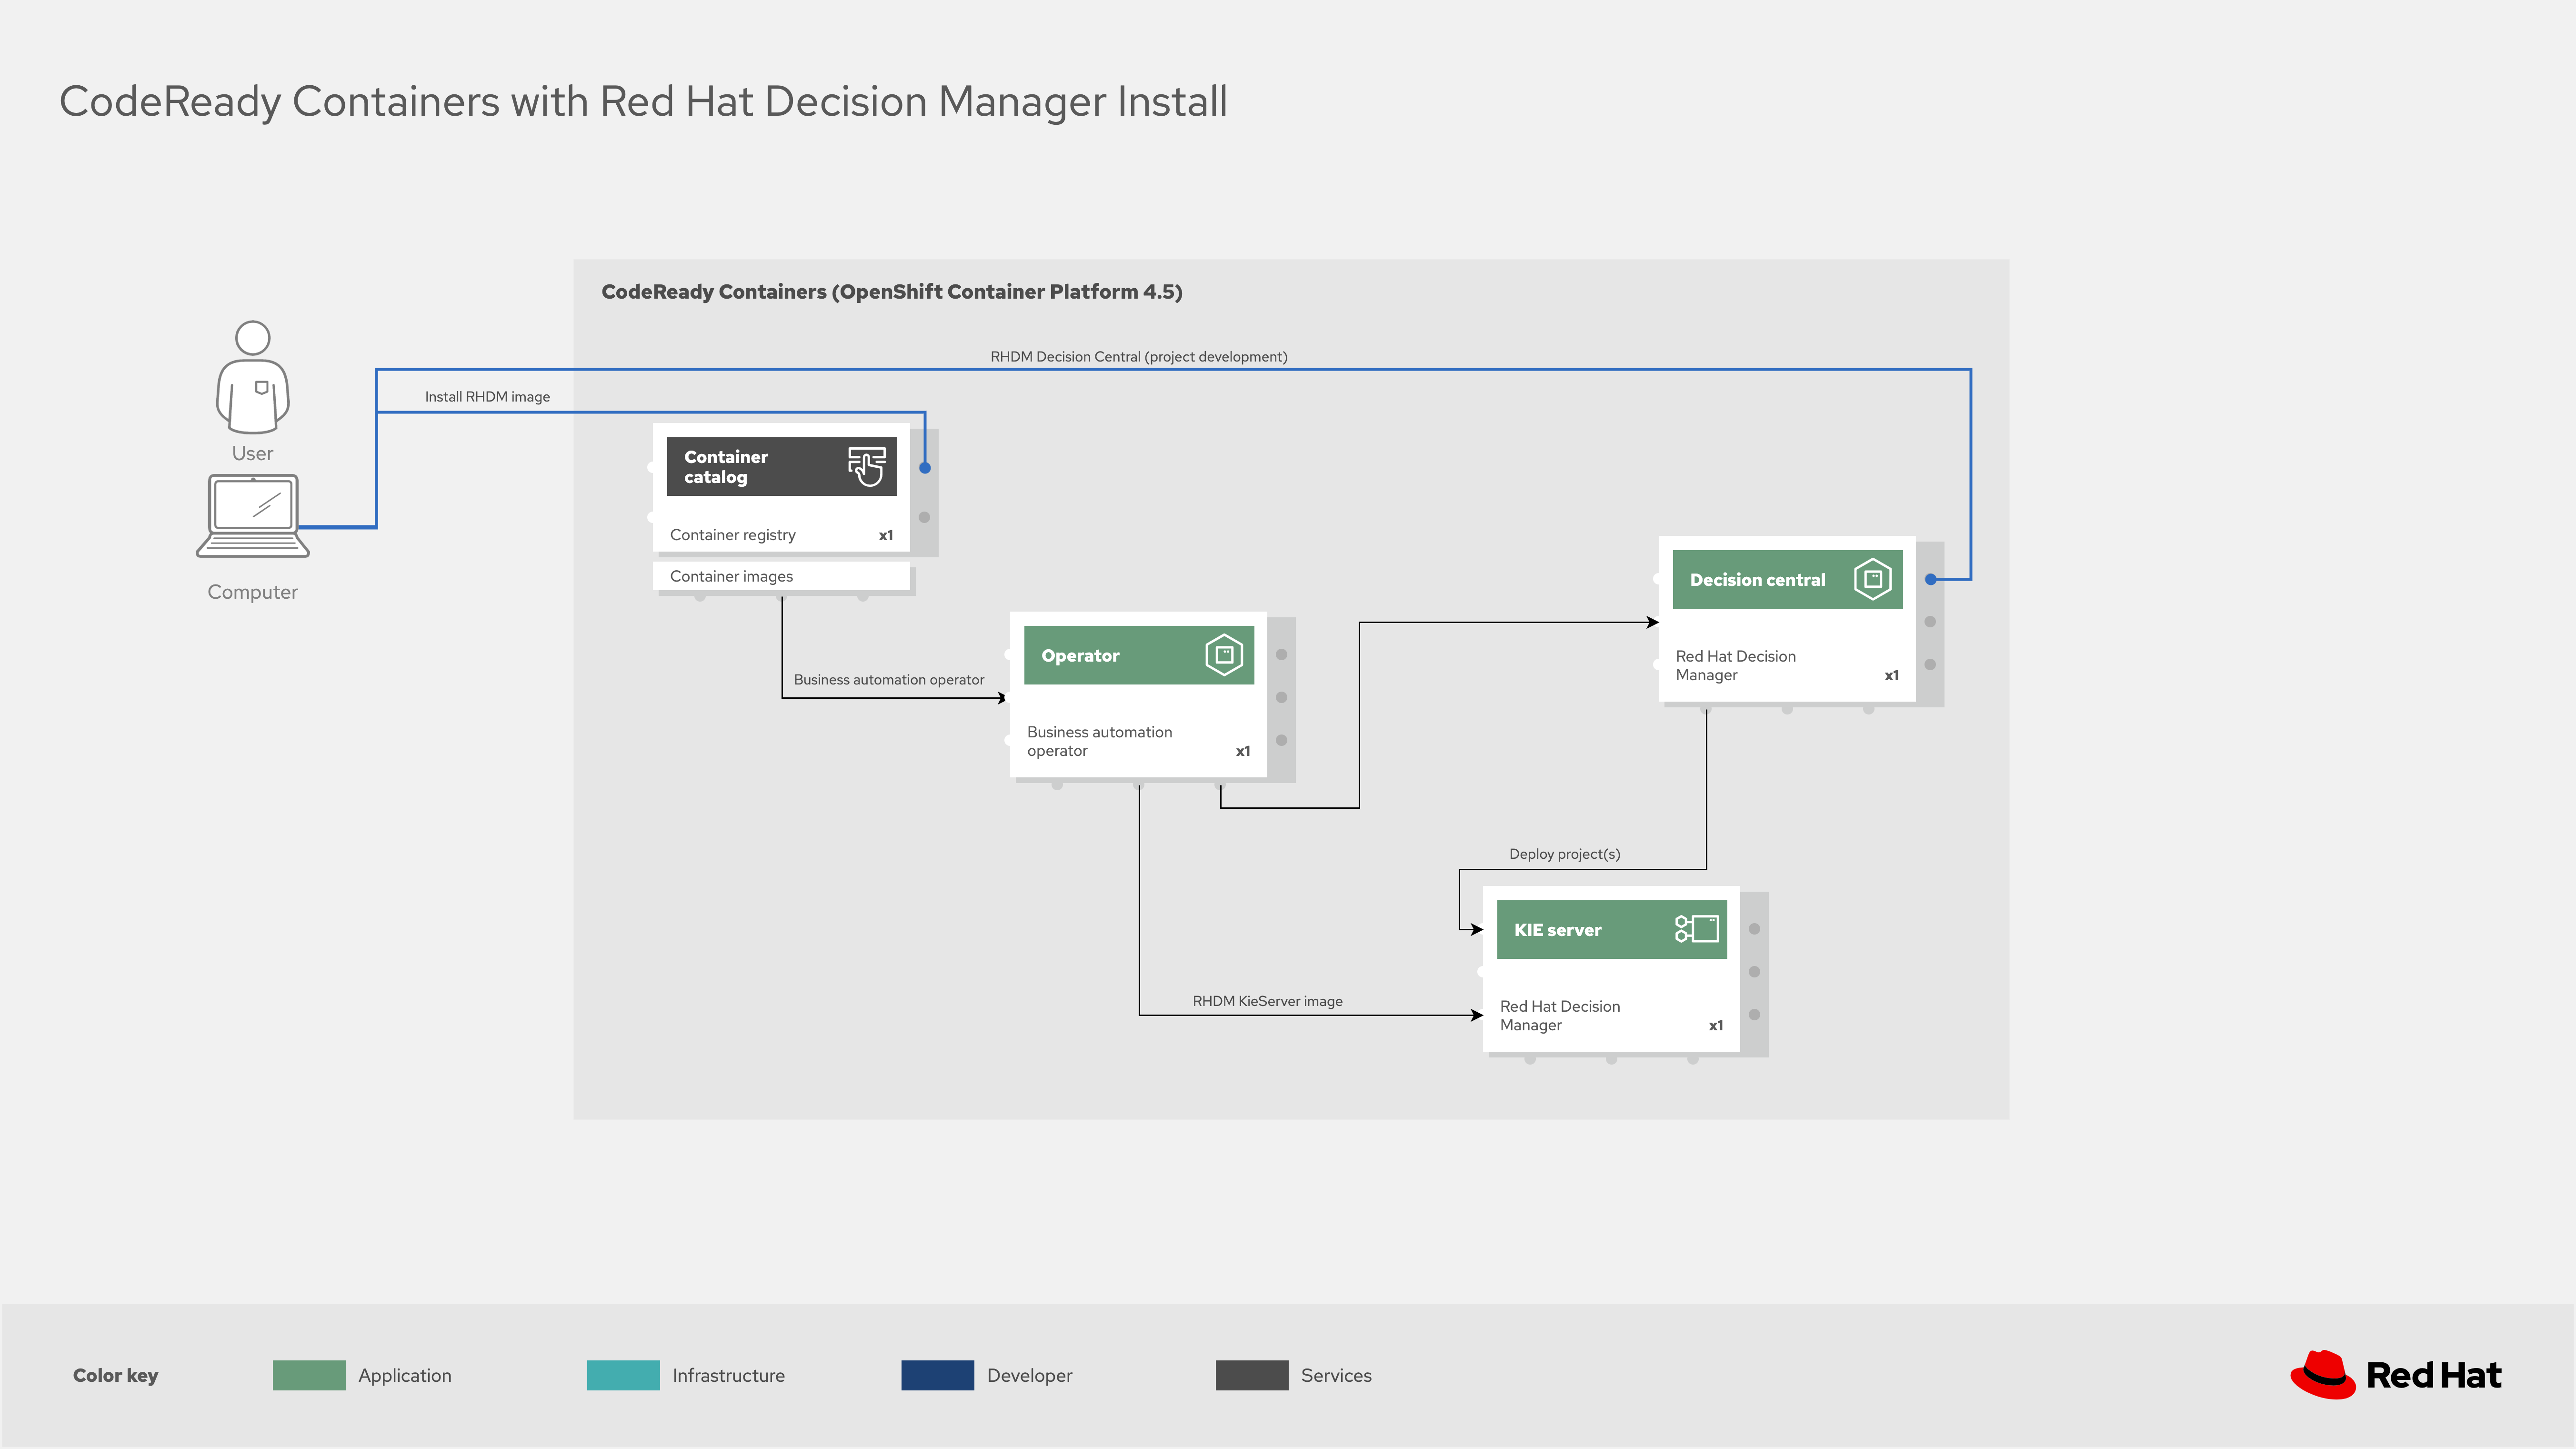 CodeReady Containers with Red Hat Decision Manager Install
CodeReady Containers (OpenShift Container Platform 4.5)
RHDM Decision Central (project development)
Install RHDM image
User
Computer
Container
catalog
Container registry x1
Container images
Business automation operator
Operator
Business automation
operator x1
Decision central
Red Hat Decision
Manager x1
Deploy project(s)
KIE server
RHDM KieServer image
Red Hat Decision
Manager x1
Color key Application Infrastructure Developer Services
Red Hat